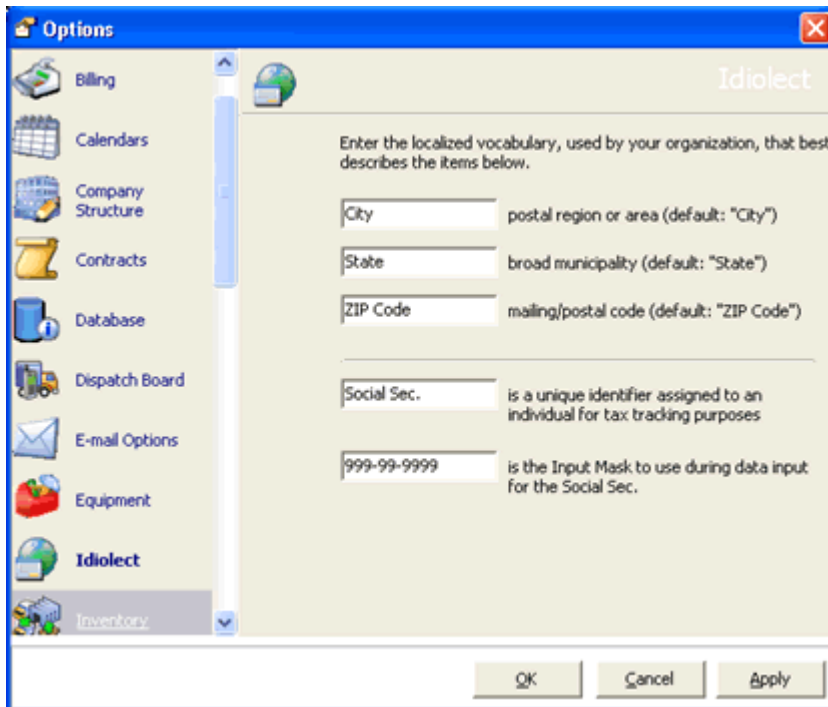 Options
Billing
Calendars
Company
Structure
Contracts
Database
Dispatch Board
E-mail Options
Equipment
Idiolect
Inventory
Idiolect
Enter the localized vocabulary, used by your organization, that best
describes the items below.
City postal region or area (default: "City")
State broad municipality (default: "State")
ZIP Code mailing/postal code (default: "ZIP Code")
Social Sec. is a unique identifier assigned to an
individual for tax tracking purposes
999-99-9999 is the Input Mask to use during data input
for the Social Sec.
OK Cancel Apply